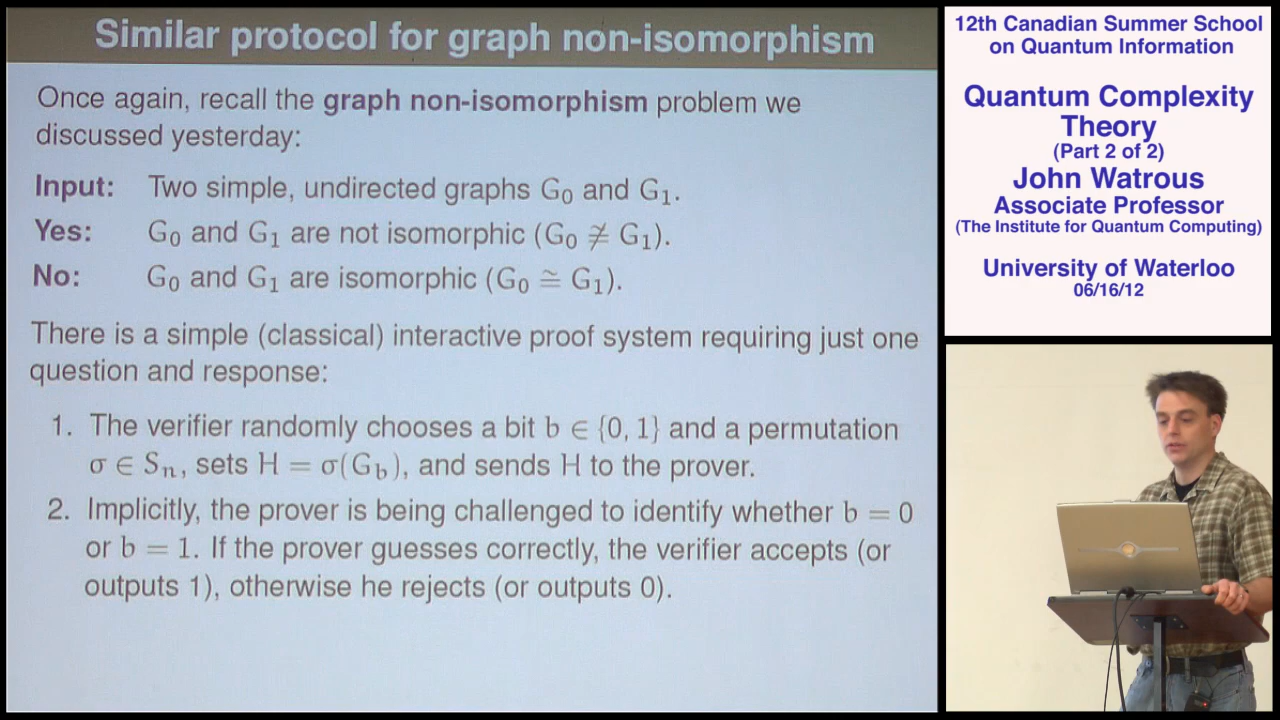 Similar protocol for graph non-isomorphism
Once again, recall the graph non-isomorphism problem we
discussed yesterday:
Input: Two simple, undirected graphs G₀ and G₁.
Yes: G₀ and G₁ are not isomorphic (G₀ ≇ G₁).
No: G₀ and G₁ are isomorphic (G₀ ≅ G₁).
There is a simple (classical) interactive proof system requiring just one
question and response:
1. The verifier randomly chooses a bit b ∈ {0, 1} and a permutation
σ ∈ Sₙ, sets H = σ(G_b), and sends H to the prover.
2. Implicitly, the prover is being challenged to identify whether b = 0
or b = 1. If the prover guesses correctly, the verifier accepts (or
outputs 1), otherwise he rejects (or outputs 0).
12th Canadian Summer School
on Quantum Information
Quantum Complexity
Theory
(Part 2 of 2)
John Watrous
Associate Professor
(The Institute for Quantum Computing)
University of Waterloo
06/16/12